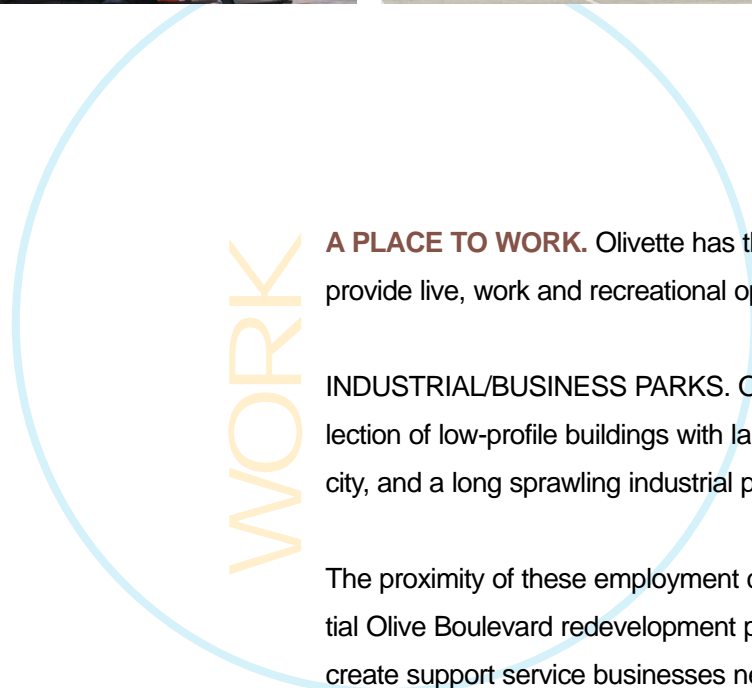 WORK
A PLACE TO WORK. Olivette has
provide live, work and recreational
INDUSTRIAL/BUSINESS PARKS.
lection of low-profile buildings with
city, and a long sprawling industrial
The proximity of these employment
tial Olive Boulevard redevelopment
create support service businesses